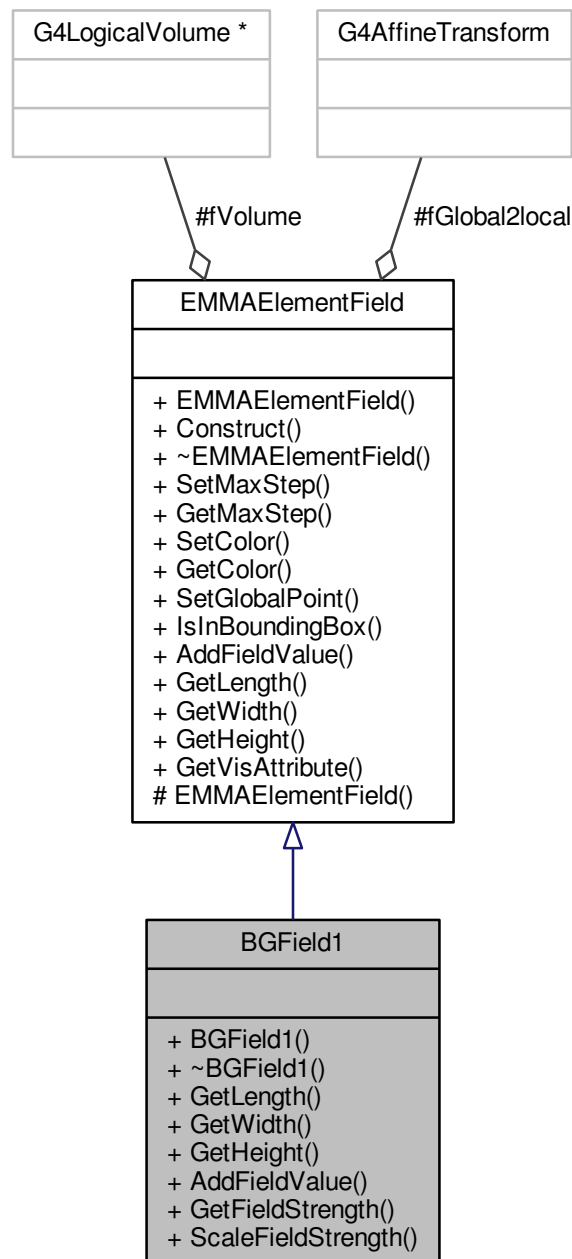 G4LogicalVolume *
G4AffineTransform
#fVolume
#fGlobal2local
EMMAElementField
+ EMMAElementField()
+ Construct()
+ ~EMMAElementField()
+ SetMaxStep()
+ GetMaxStep()
+ SetColor()
+ GetColor()
+ SetGlobalPoint()
+ IsInBoundingBox()
+ AddFieldValue()
+ GetLength()
+ GetWidth()
+ GetHeight()
+ GetVisAttribute()
# EMMAElementField()
BGField1
+ BGField1()
+ ~BGField1()
+ GetLength()
+ GetWidth()
+ GetHeight()
+ AddFieldValue()
+ GetFieldStrength()
+ ScaleFieldStrength()